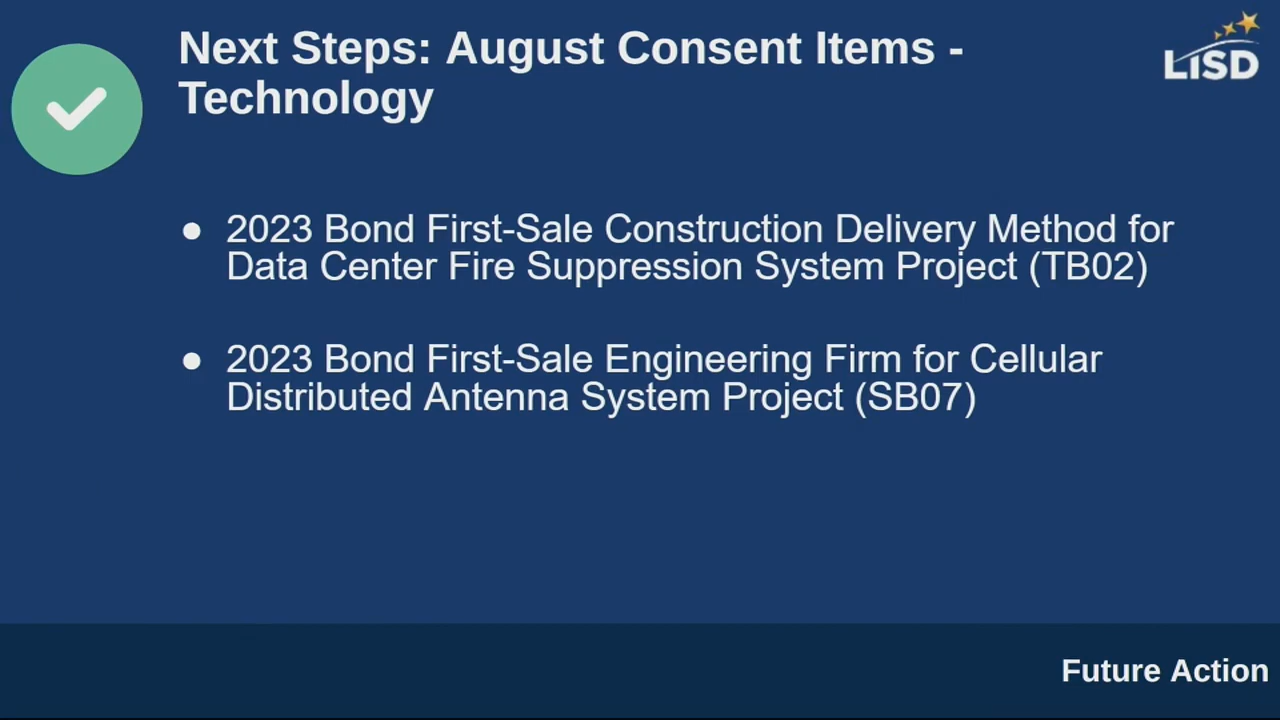 Next Steps: August Consent Items -
Technology
LISD
● 2023 Bond First-Sale Construction Delivery Method for
Data Center Fire Suppression System Project (TB02)
● 2023 Bond First-Sale Engineering Firm for Cellular
Distributed Antenna System Project (SB07)
Future Action